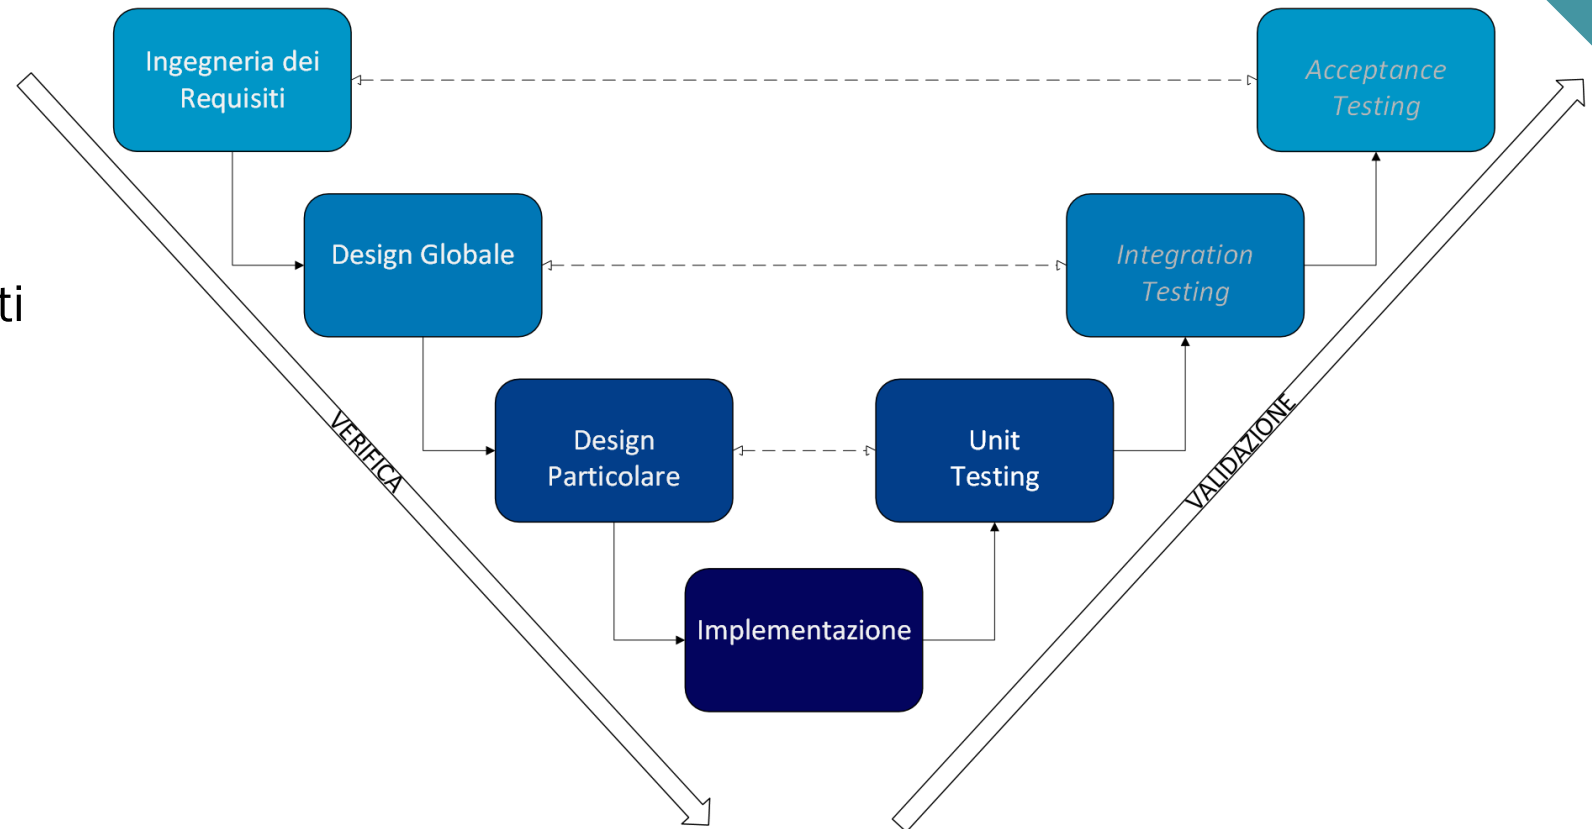 Ingegneria dei
Requisiti
Acceptance
Testing
Design Globale
Integration
Testing
ti
VERIFICA
VALIDAZIONE
Design
Particolare
Unit
Testing
Implementazione